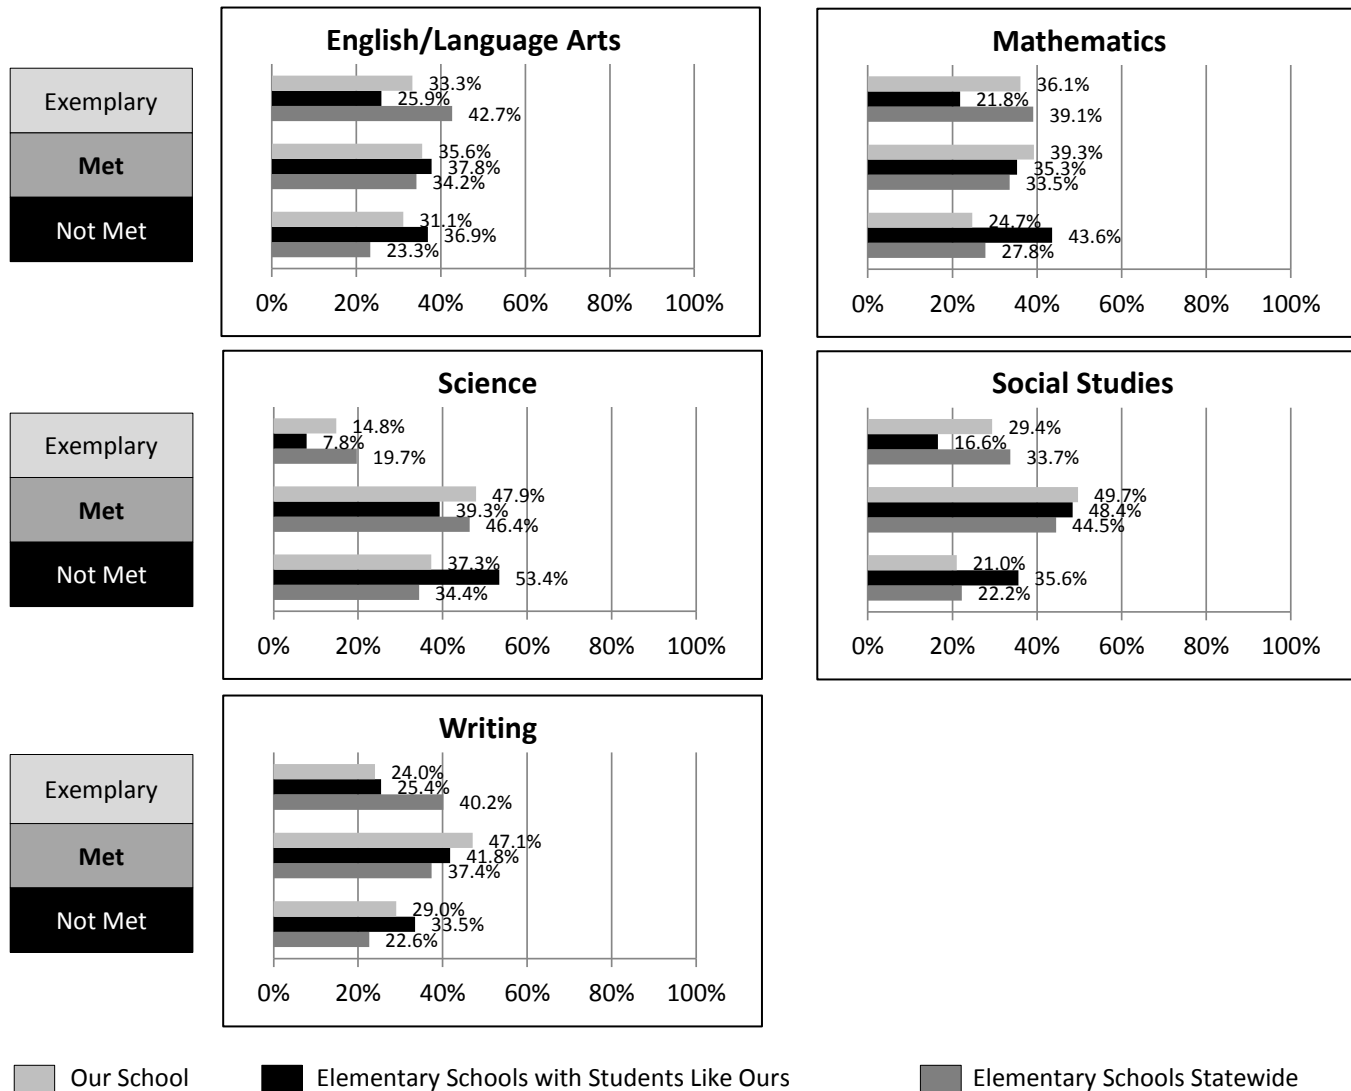 English/Language Arts
Exemplary
Met
Not Met
33.3%
25.9%
42.7%
35.6%
37.8%
34.2%
31.1%
36.9%
23.3%
0% 20% 40% 60% 80% 100%
Mathematics
36.1%
21.8%
39.1%
39.3%
35.3%
33.5%
24.7%
43.6%
27.8%
0% 20% 40% 60% 80% 100%
Science
Exemplary
Met
Not Met
14.8%
7.8%
19.7%
47.9%
39.3%
46.4%
37.3%
53.4%
34.4%
0% 20% 40% 60% 80% 100%
Social Studies
29.4%
16.6%
33.7%
49.7%
48.4%
44.5%
21.0%
35.6%
22.2%
0% 20% 40% 60% 80% 100%
Writing
Exemplary
Met
Not Met
24.0%
25.4%
40.2%
47.1%
41.8%
37.4%
29.0%
33.5%
22.6%
0% 20% 40% 60% 80% 100%
Our School
Elementary Schools with Students Like Ours
Elementary Schools Statewide